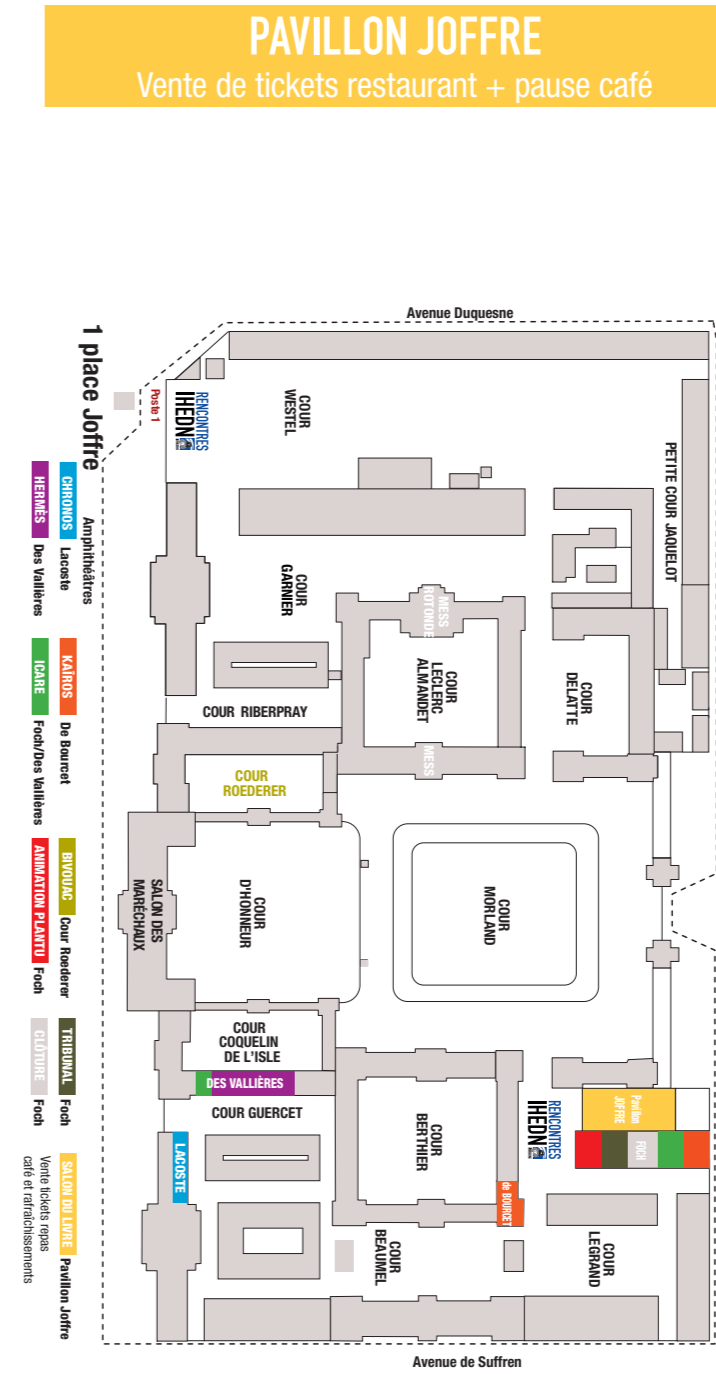 PAVILLON JOFFRE
Vente de tickets restaurant + pause café
Avenue Duquesne
1 place Joffre
Poste 1
RENCONTRES
IHEDN
COUR
WESTEL
PETITE COUR JAQUELOT
COUR
GARNIER
MESS
ROTONDE
COUR
LECLERC
ALMANDET
MESS
COUR
DELATTE
COUR RIBERPRAY
COUR
ROEDERER
SALON DES
MARÉCHAUX
COUR
D'HONNEUR
COUR
MORLAND
COUR
COQUELIN
DE L'ISLE
DES VALLIÈRES
COUR GUERCET
LACOSTE
COUR
BERTHIER
de BOURCET
RENCONTRES
IHEDN
Pavillon
JOFFRE
FOCH
COUR
BEAUMEL
COUR
LEGRAND
Avenue de Suffren
Amphithéâtres
CHRONOS Lacoste
HERMÈS Des Vallières
KAÏROS De Bourcet
ICARE Foch/Des Vallières
BIVOUAC Cour Roederer
ANIMATION PLANTU Foch
TRIBUNAL Foch
CLÔTURE Foch
SALON DU LIVRE Pavillon Joffre
Vente tickets repas
café et rafraîchissements